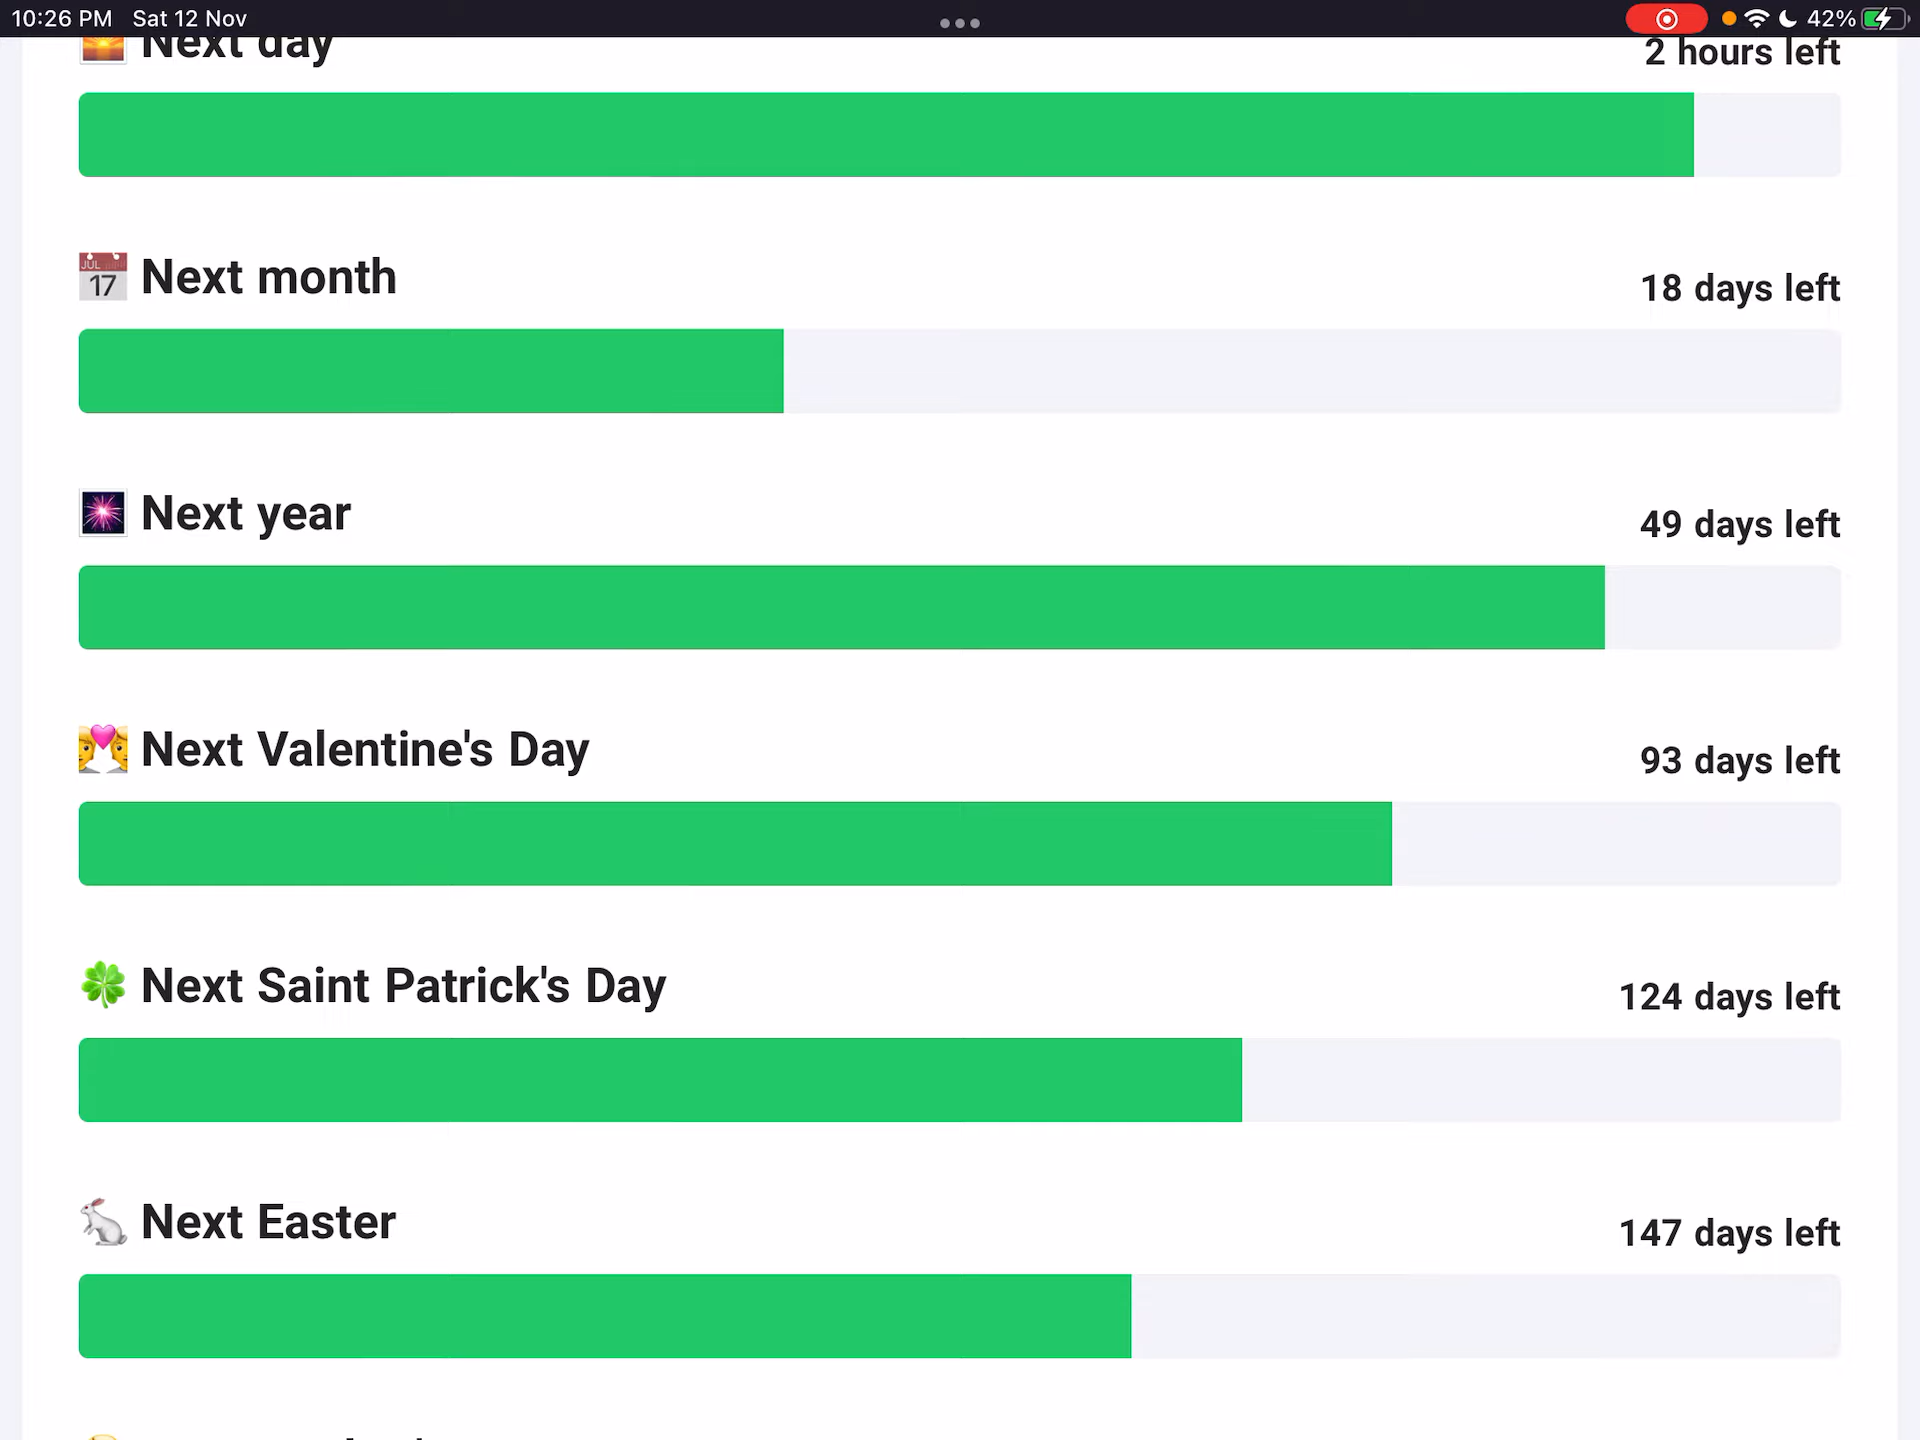 10:26 PM Sat 12 Nov
42%
Next day
2 hours left
JUL
17
Next month
18 days left
Next year
49 days left
Next Valentine's Day
93 days left
Next Saint Patrick's Day
124 days left
Next Easter
147 days left